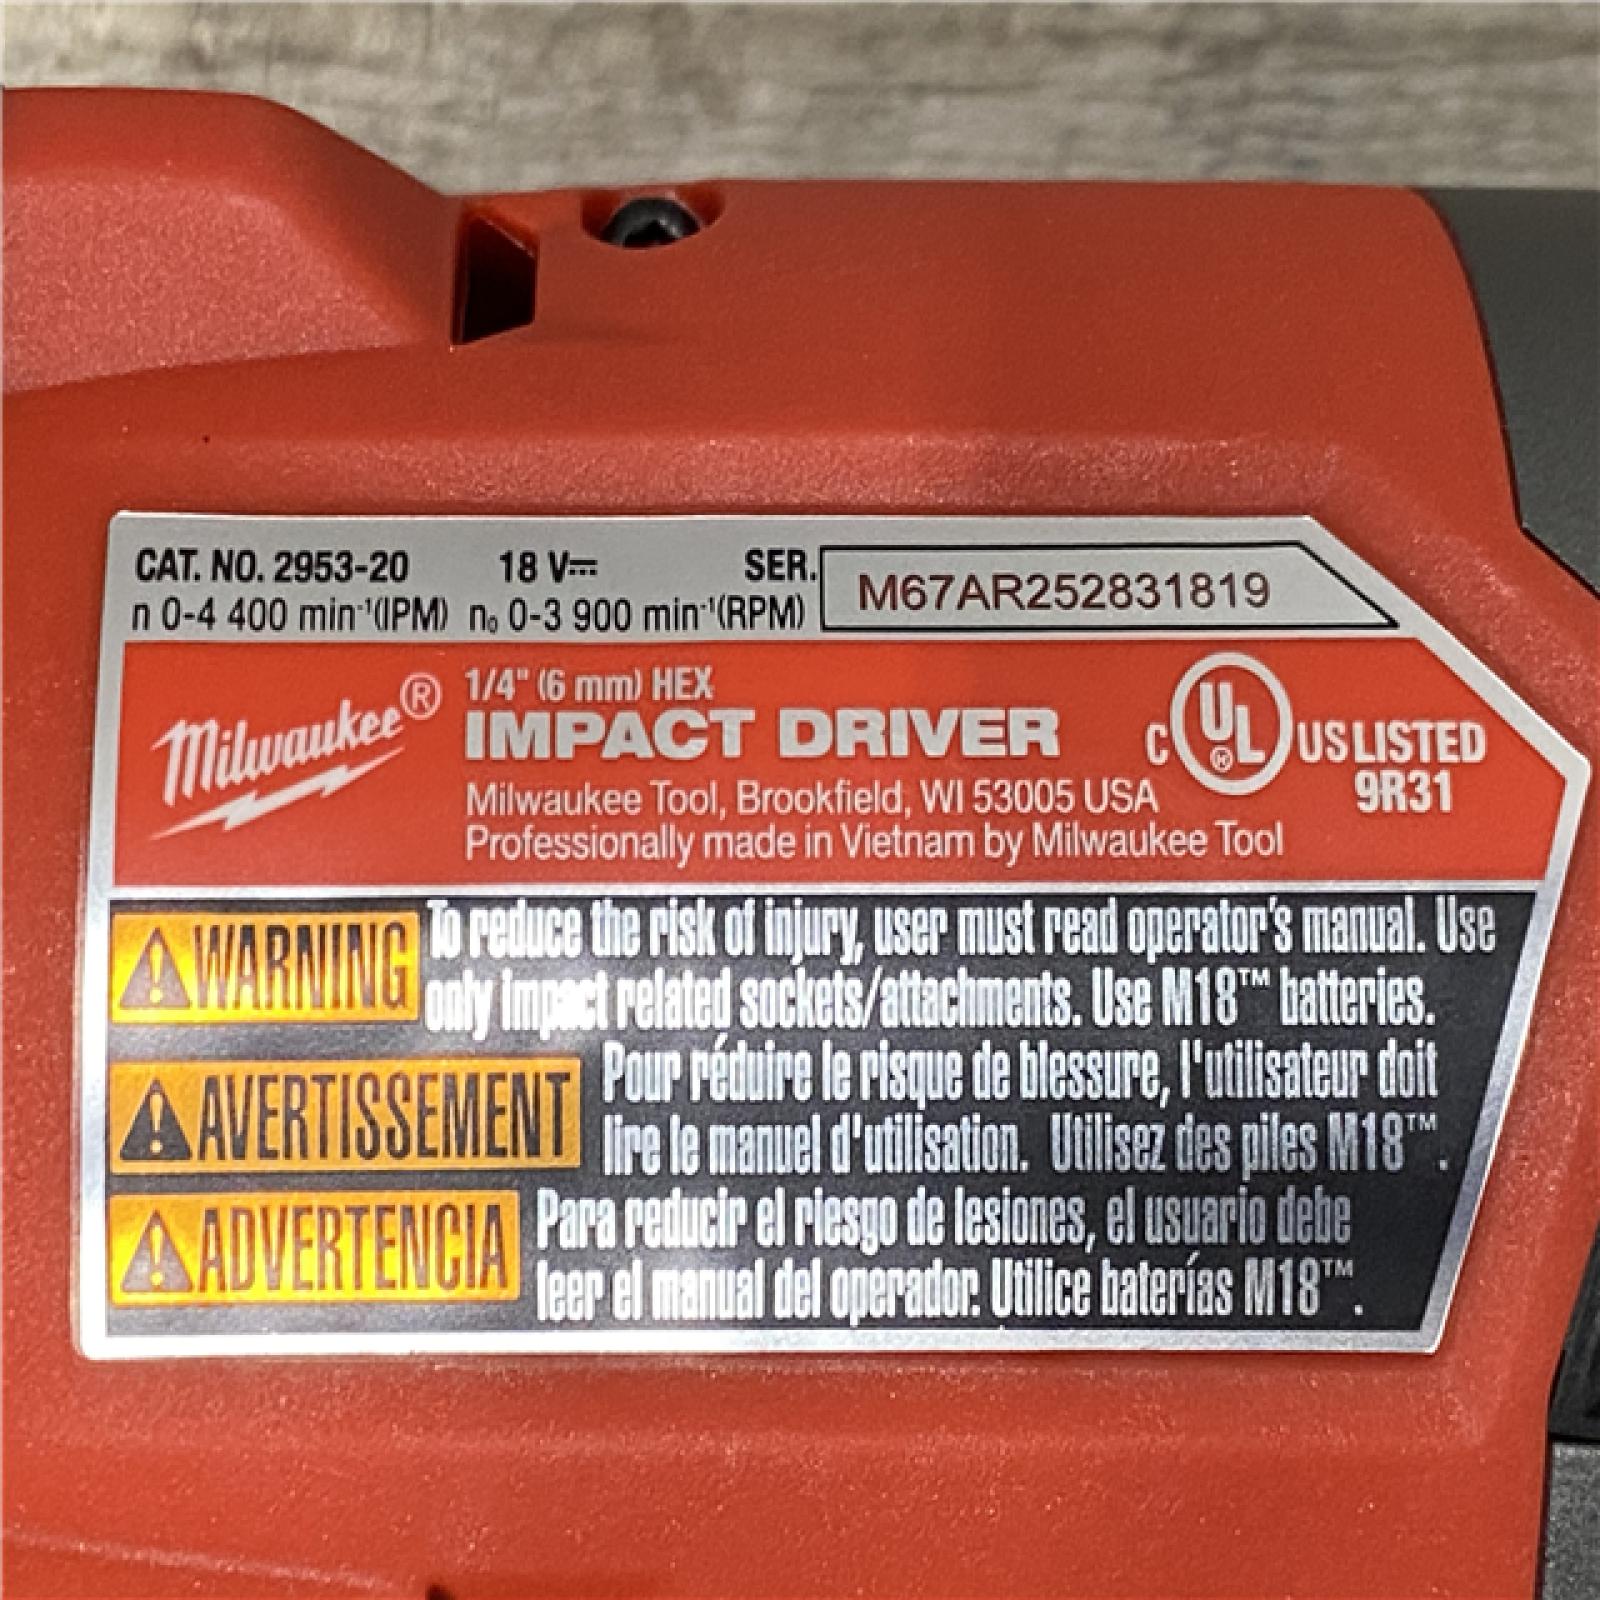 CAT. NO. 2953-20 18 V⎓ SER. M67AR252831819
n 0-4 400 min⁻¹(IPM) n₀ 0-3 900 min⁻¹(RPM)
Milwaukee®
1/4" (6 mm) HEX
IMPACT DRIVER
Milwaukee Tool, Brookfield, WI 53005 USA
Professionally made in Vietnam by Milwaukee Tool
C UL® US LISTED
9R31
⚠WARNING To reduce the risk of injury, user must read operator's manual. Use
only impact related sockets/attachments. Use M18™ batteries.
⚠AVERTISSEMENT Pour réduire le risque de blessure, l'utilisateur doit
lire le manuel d'utilisation. Utilisez des piles M18™ .
⚠ADVERTENCIA Para reducir el riesgo de lesiones, el usuario debe
leer el manual del operador. Utilice baterías M18™ .